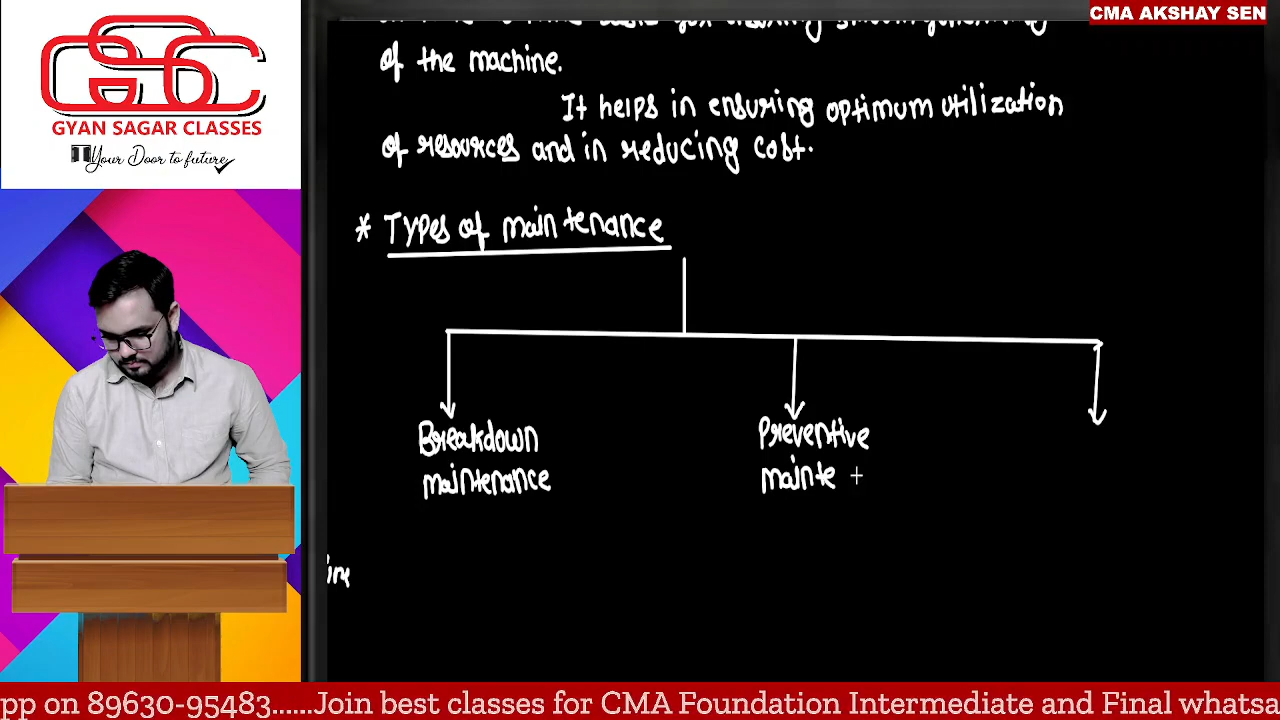 CMA AKSHAY SEN
GSC
GYAN SAGAR CLASSES
Your Door to future
of the machine.
It helps in ensuring optimum utilization
of resources and in reducing cost.
* Types of maintenance
Breakdown
maintenance
Preventive
mainte
pp on 89630-95483......Join best classes for CMA Foundation Intermediate and Final whatsa